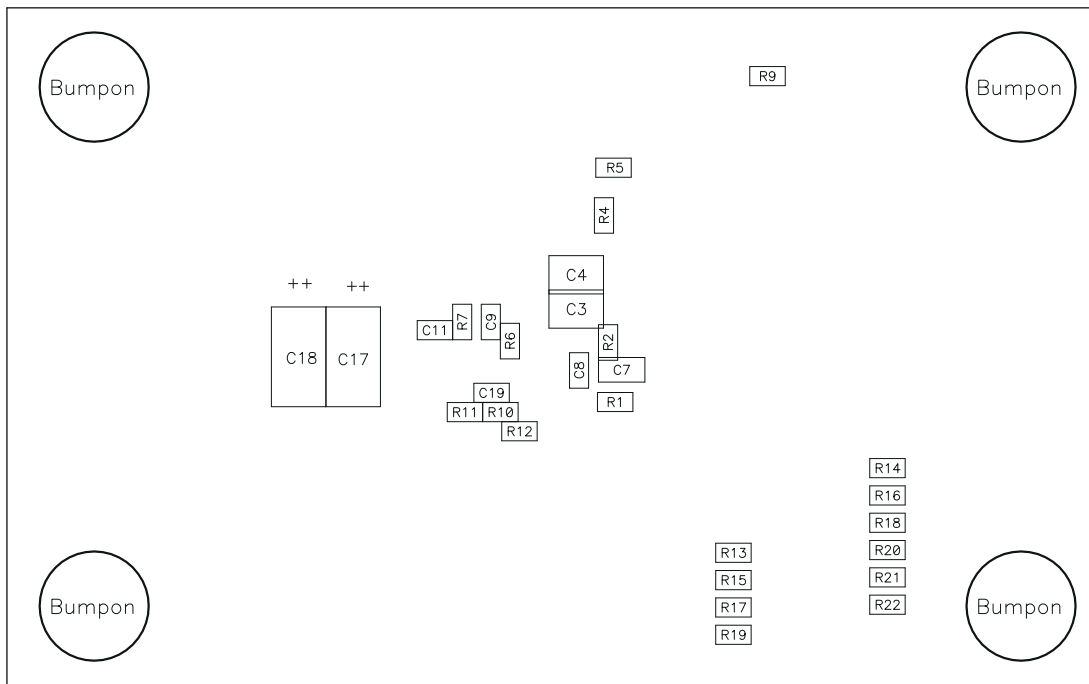 Bumpon
R9
Bumpon
R5
R4
C4
++ ++
C3
C11
R7
C9
R6
R2
C18
C17
C8
C7
C19
R1
R11
R10
R12
R14
R16
R18
R13
R20
R15
R21
Bumpon
R17
R22
Bumpon
R19